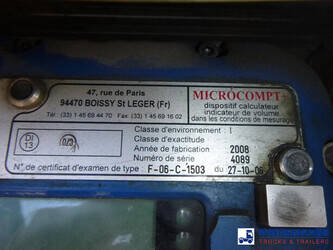 47, rue de Paris
94470 BOISSY St LEGER (Fr)
Tél.: (33) 1 45 69 44 70 Fax: (33) 1 45 69 16 02
MICROCOMPT+
dispositif calculateur
indicateur de volume
dans les conditions de mesurage
DI
13
Classe d'environnement : I
Classe d'exactitude
Année de fabrication 2008
Numéro de série 4089
N° de certificat d'examen de type : F-06-C-1503 du 27-10-06